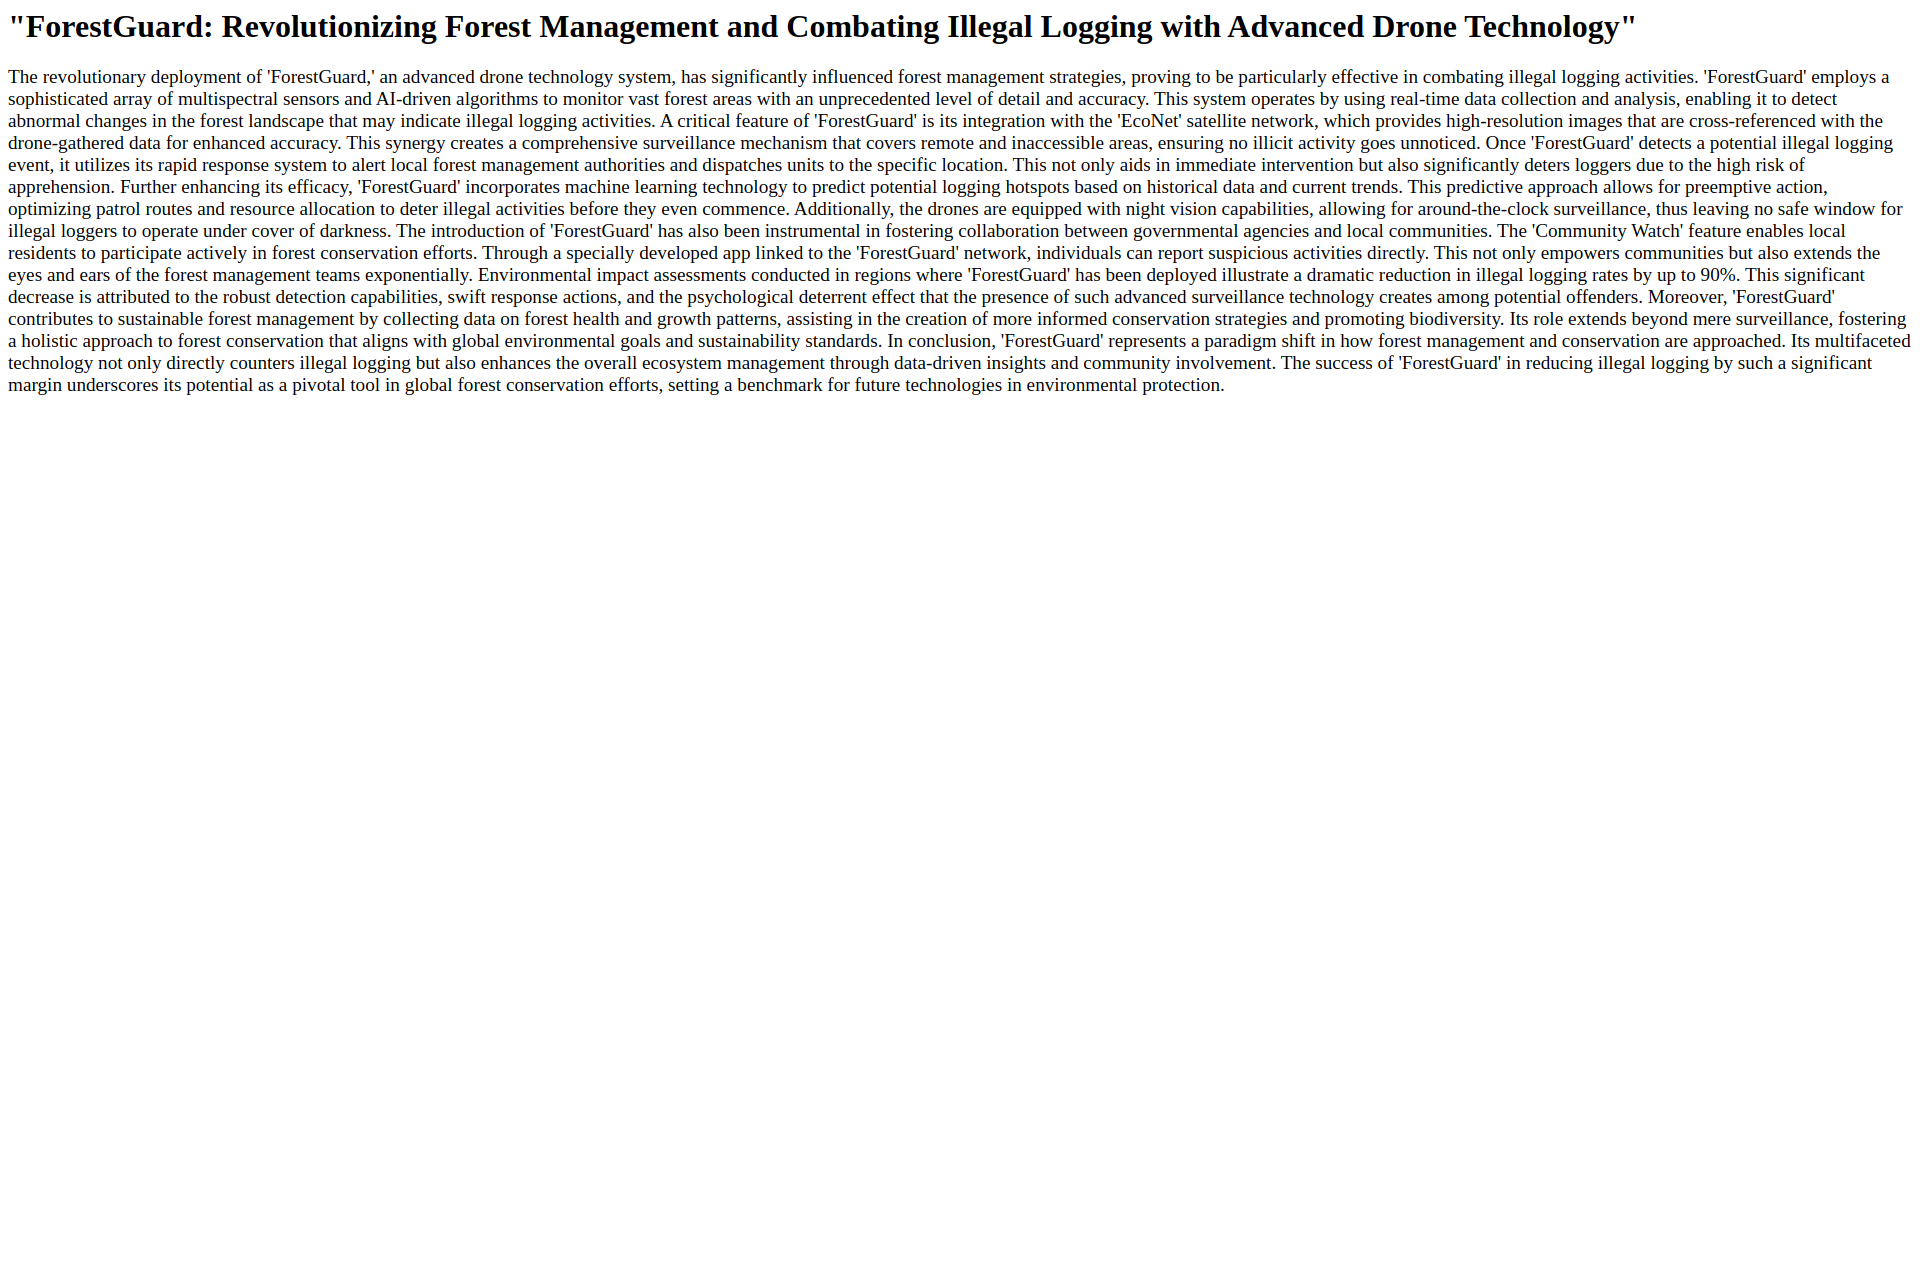 "ForestGuard: Revolutionizing Forest Management and Combating Illegal Logging with Advanced Drone Technology"
The revolutionary deployment of 'ForestGuard,' an advanced drone technology system, has significantly influenced forest management strategies, proving to be particularly effective in combating illegal logging activities. 'ForestGuard' employs a
sophisticated array of multispectral sensors and AI-driven algorithms to monitor vast forest areas with an unprecedented level of detail and accuracy. This system operates by using real-time data collection and analysis, enabling it to detect
abnormal changes in the forest landscape that may indicate illegal logging activities. A critical feature of 'ForestGuard' is its integration with the 'EcoNet' satellite network, which provides high-resolution images that are cross-referenced with the
drone-gathered data for enhanced accuracy. This synergy creates a comprehensive surveillance mechanism that covers remote and inaccessible areas, ensuring no illicit activity goes unnoticed. Once 'ForestGuard' detects a potential illegal logging
event, it utilizes its rapid response system to alert local forest management authorities and dispatches units to the specific location. This not only aids in immediate intervention but also significantly deters loggers due to the high risk of
apprehension. Further enhancing its efficacy, 'ForestGuard' incorporates machine learning technology to predict potential logging hotspots based on historical data and current trends. This predictive approach allows for preemptive action,
optimizing patrol routes and resource allocation to deter illegal activities before they even commence. Additionally, the drones are equipped with night vision capabilities, allowing for around-the-clock surveillance, thus leaving no safe window for
illegal loggers to operate under cover of darkness. The introduction of 'ForestGuard' has also been instrumental in fostering collaboration between governmental agencies and local communities. The 'Community Watch' feature enables local
residents to participate actively in forest conservation efforts. Through a specially developed app linked to the 'ForestGuard' network, individuals can report suspicious activities directly. This not only empowers communities but also extends the
eyes and ears of the forest management teams exponentially. Environmental impact assessments conducted in regions where 'ForestGuard' has been deployed illustrate a dramatic reduction in illegal logging rates by up to 90%. This significant
decrease is attributed to the robust detection capabilities, swift response actions, and the psychological deterrent effect that the presence of such advanced surveillance technology creates among potential offenders. Moreover, 'ForestGuard'
contributes to sustainable forest management by collecting data on forest health and growth patterns, assisting in the creation of more informed conservation strategies and promoting biodiversity. Its role extends beyond mere surveillance, fostering
a holistic approach to forest conservation that aligns with global environmental goals and sustainability standards. In conclusion, 'ForestGuard' represents a paradigm shift in how forest management and conservation are approached. Its multifaceted
technology not only directly counters illegal logging but also enhances the overall ecosystem management through data-driven insights and community involvement. The success of 'ForestGuard' in reducing illegal logging by such a significant
margin underscores its potential as a pivotal tool in global forest conservation efforts, setting a benchmark for future technologies in environmental protection.